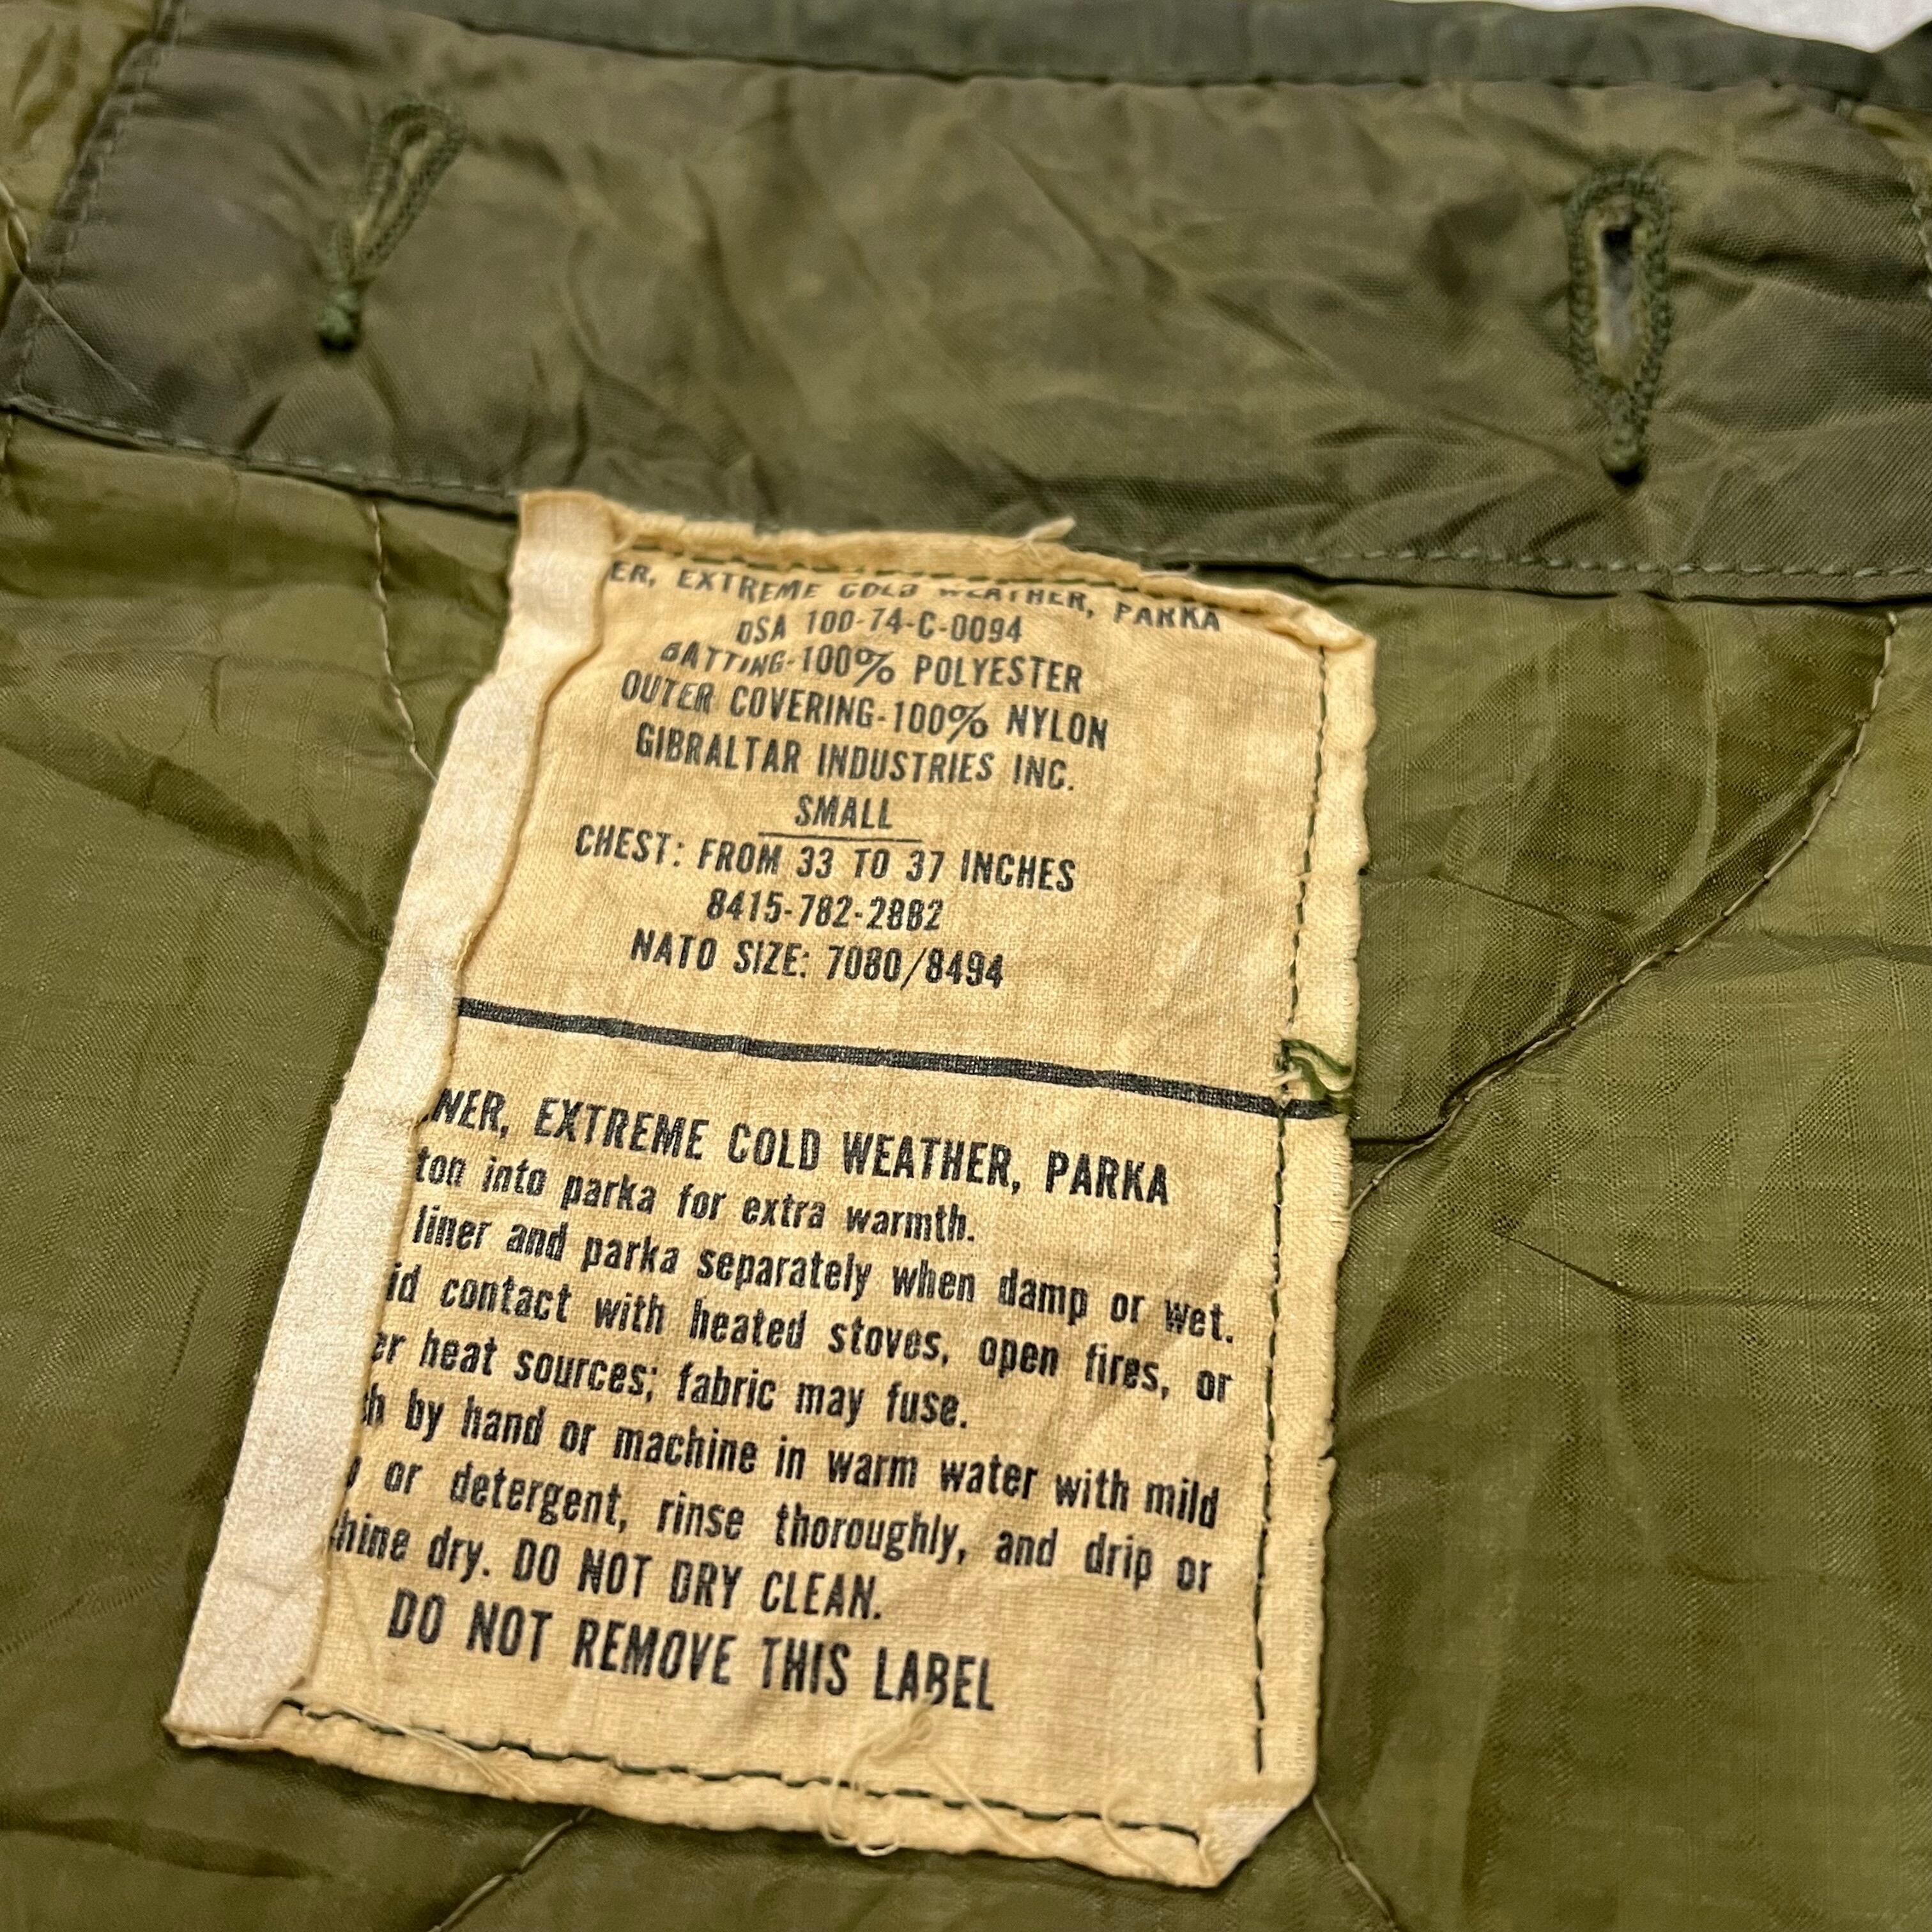 ER, EXTREME COLD WEATHER, PARKA
DSA 100-74-C-0094
BATTING-100% POLYESTER
OUTER COVERING-100% NYLON
GIBRALTAR INDUSTRIES INC.
SMALL
CHEST: FROM 33 TO 37 INCHES
8415-782-2882
NATO SIZE: 7080/8494
NER, EXTREME COLD WEATHER, PARKA
ton into parka for extra warmth.
liner and parka separately when damp or wet.
id contact with heated stoves, open fires, or
er heat sources; fabric may fuse.
h by hand or machine in warm water with mild
or detergent, rinse thoroughly, and drip or
hine dry. DO NOT DRY CLEAN.
DO NOT REMOVE THIS LABEL